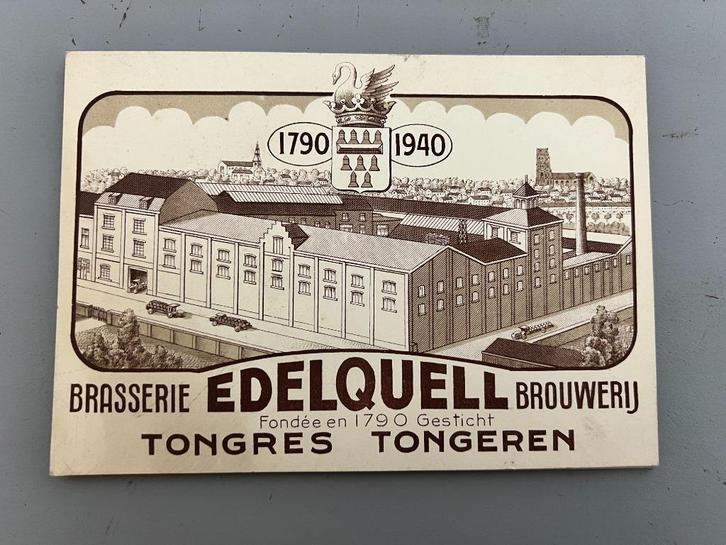 1790 1940
BRASSERIE EDELQUELL BROUWERIJ
Fondée en 1790 Gesticht
TONGRES TONGEREN